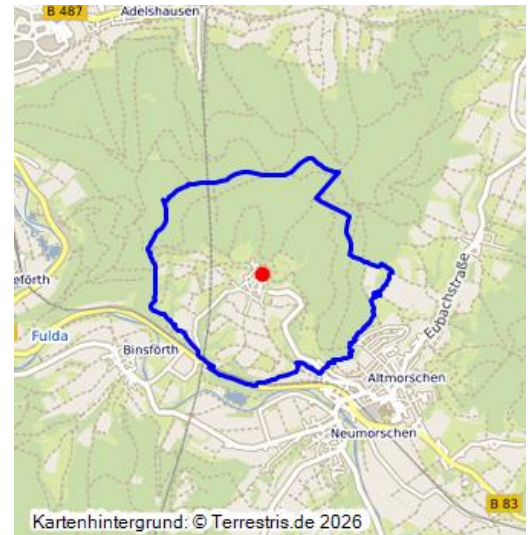 B 487
Adelshausen
eförth
Fulda
Binsförth
Eubachstraße
Altmorschen
Neumorschen
B 83
Kartenhintergrund: © Terrestris.de 2026